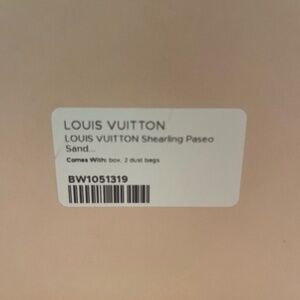 LOUIS VUITTON
LOUIS VUITTON Shearling Paseo
Sand...
Comes With: box, 2 dust bags
BW1051319